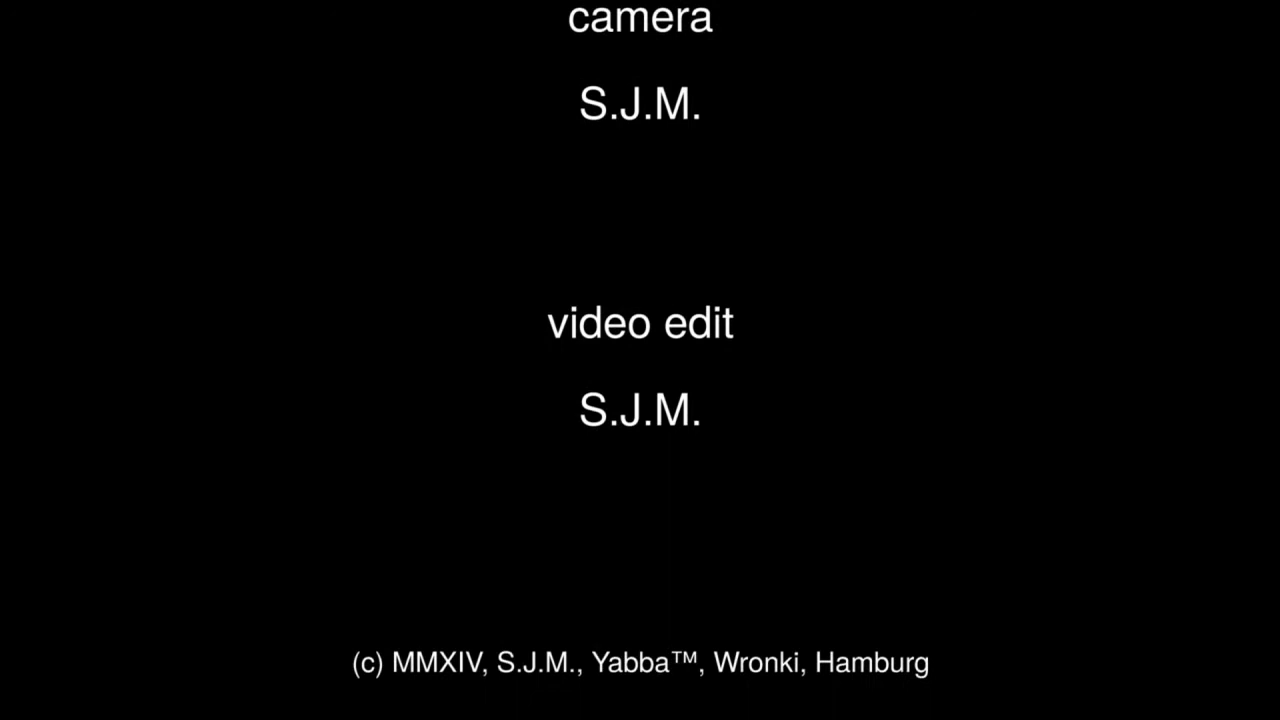 camera
S.J.M.
video edit
S.J.M.
(c) MMXIV, S.J.M., Yabba™, Wronki, Hamburg